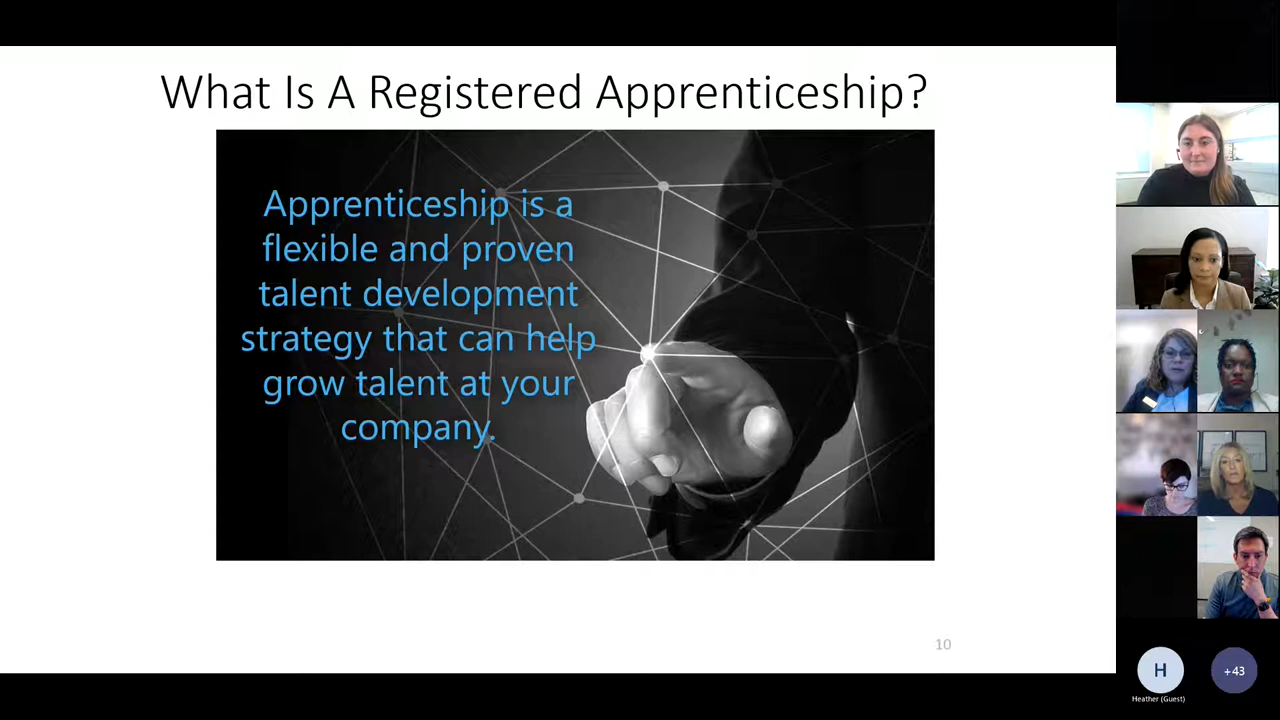 What Is A Registered Apprenticeship?
Apprenticeship is a
flexible and proven
talent development
strategy that can help
grow talent at your
company.
10
H
+43
Heather (Guest)